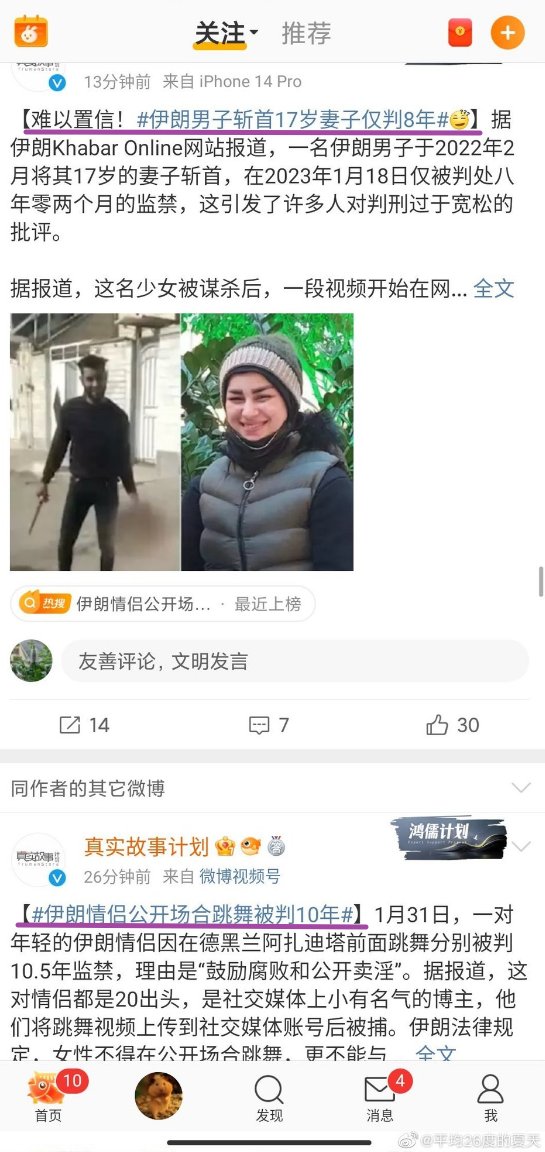 关注 推荐
13分钟前 来自 iPhone 14 Pro
【难以置信！#伊朗男子斩首17岁妻子仅判8年#】据
伊朗Khabar Online网站报道，一名伊朗男子于2022年2
月将其17岁的妻子斩首，在2023年1月18日仅被判处八
年零两个月的监禁，这引发了许多人对判刑过于宽松的
批评。
据报道，这名少女被谋杀后，一段视频开始在网... 全文
热搜 伊朗情侣公开场... · 最近上榜
友善评论，文明发言
14 7 30
同作者的其它微博
真实故事计划
鸿儒计划
26分钟前 来自 微博视频号
【#伊朗情侣公开场合跳舞被判10年#】1月31日，一对
年轻的伊朗情侣因在德黑兰阿扎迪塔前面跳舞分别被判
10.5年监禁，理由是“鼓励腐败和公开卖淫”。据报道，这
对情侣都是20出头，是社交媒体上小有名气的博主，他
们将跳舞视频上传到社交媒体账号后被捕。伊朗法律规
定，女性不得在公开场合跳舞，更不能与... 全文
10 4
首页 发现 消息 我
@平均26度的夏天